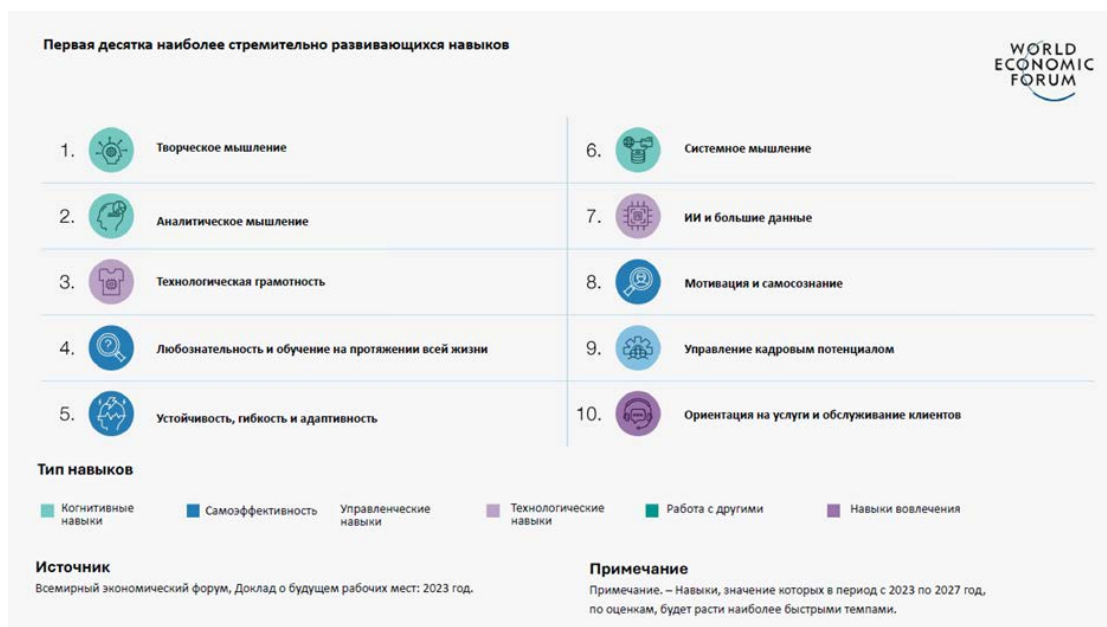 Первая десятка наиболее стремительно развивающихся навыков
WORLD
ECONOMIC
FORUM
1. Творческое мышление
2. Аналитическое мышление
3. Технологическая грамотность
4. Любознательность и обучение на протяжении всей жизни
5. Устойчивость, гибкость и адаптивность
6. Системное мышление
7. ИИ и большие данные
8. Мотивация и самосознание
9. Управление кадровым потенциалом
10. Ориентация на услуги и обслуживание клиентов
Тип навыков
Когнитивные
навыки
Самоэффективность
Управленческие
навыки
Технологические
навыки
Работа с другими
Навыки вовлечения
Источник
Всемирный экономический форум, Доклад о будущем рабочих мест: 2023 год.
Примечание
Примечание. – Навыки, значение которых в период с 2023 по 2027 год,
по оценкам, будет расти наиболее быстрыми темпами.